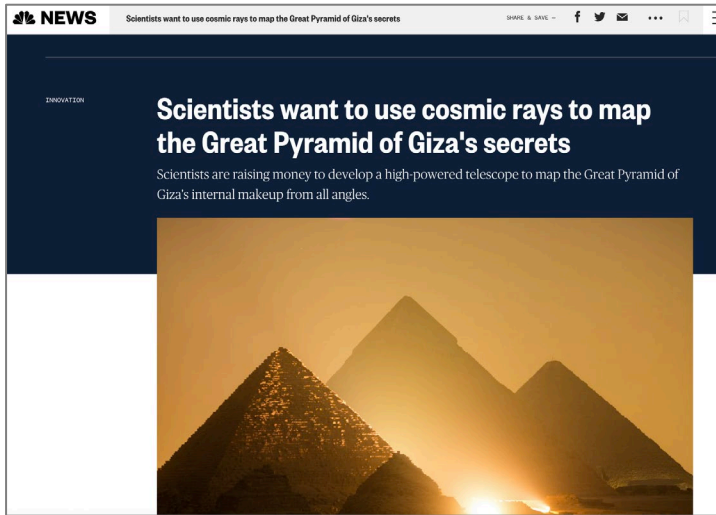 NEWS
Scientists want to use cosmic rays to map the Great Pyramid of Giza's secrets
SHARE & SAVE –
INNOVATION
Scientists want to use cosmic rays to map
the Great Pyramid of Giza's secrets
Scientists are raising money to develop a high-powered telescope to map the Great Pyramid of
Giza's internal makeup from all angles.